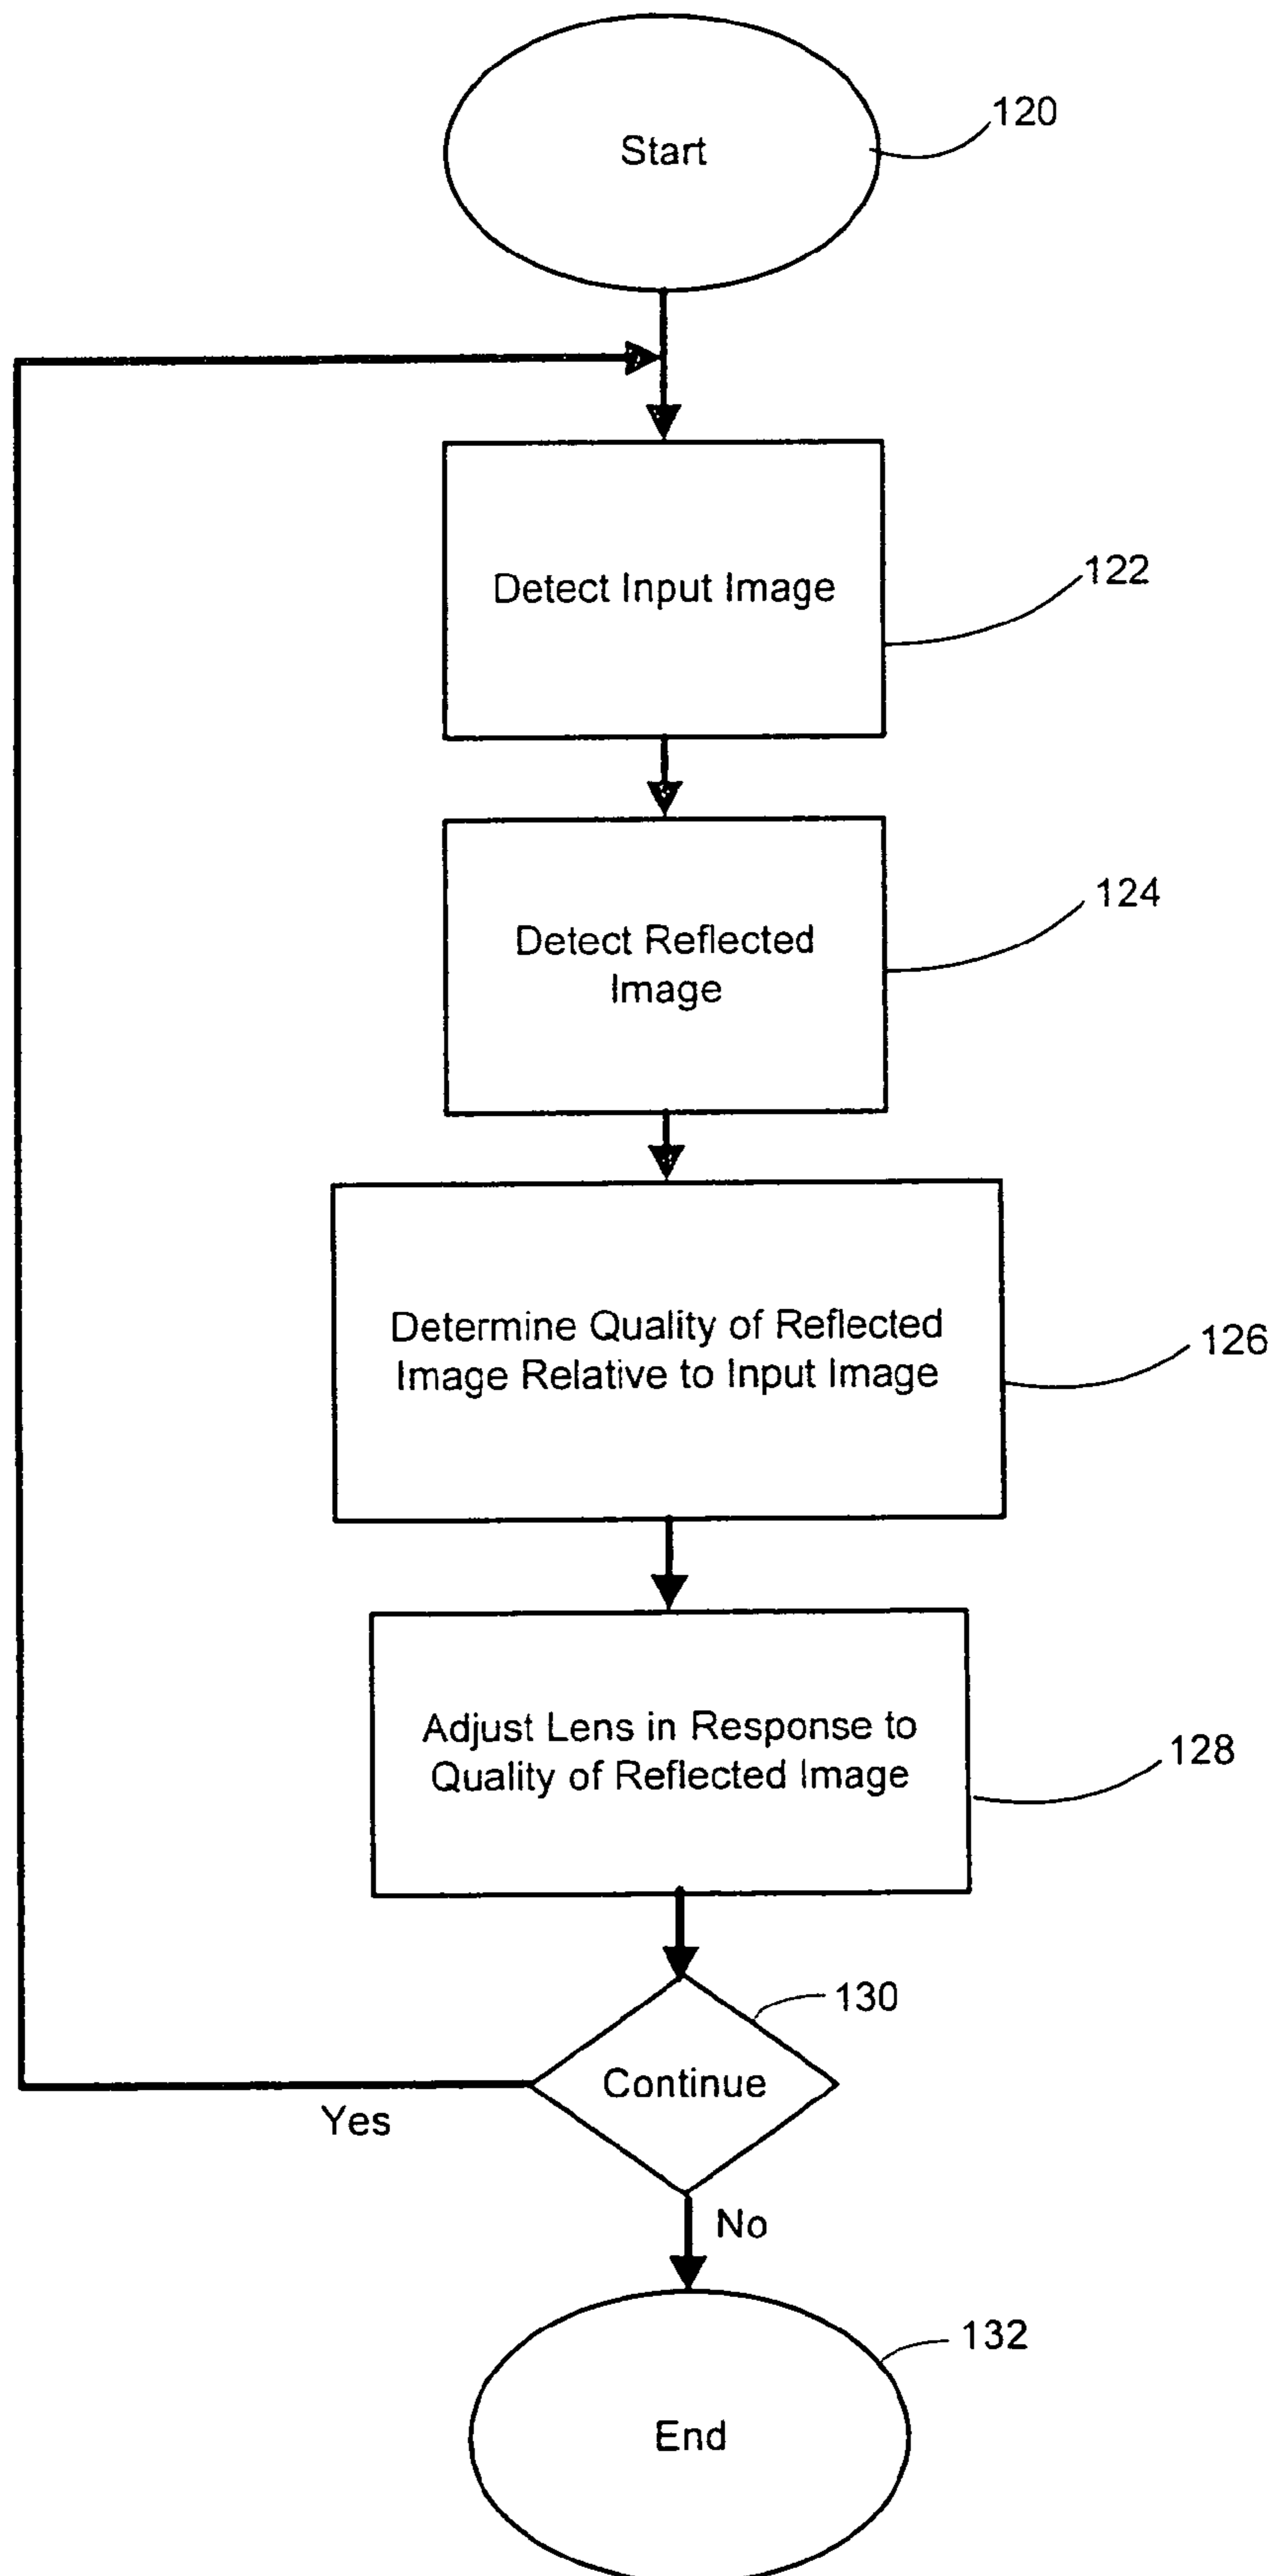 Start
120
Detect Input Image
122
Detect Reflected
Image
124
Determine Quality of Reflected
Image Relative to Input Image
126
Adjust Lens in Response to
Quality of Reflected Image
128
130
Continue
Yes
No
132
End